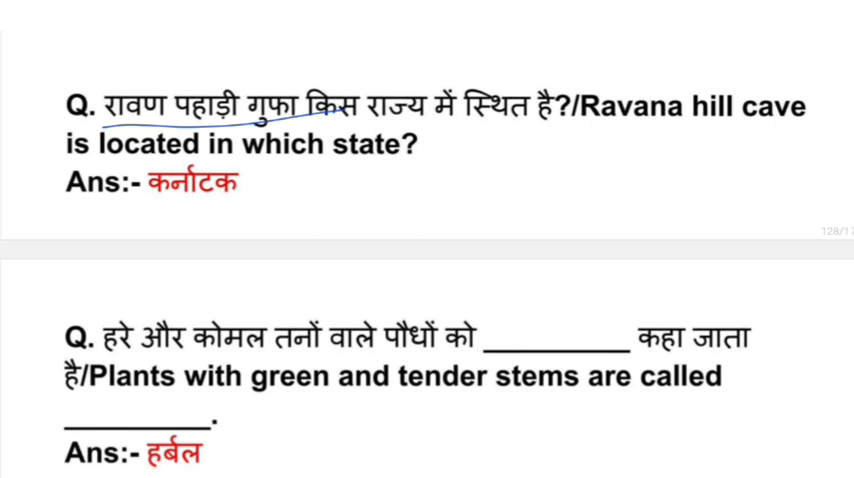 Q. रावण पहाड़ी गुफा किस राज्य में स्थित है?/Ravana hill cave
is located in which state?
Ans:- कर्नाटक
128/17
Q. हरे और कोमल तनों वाले पौधों को __________ कहा जाता
है/Plants with green and tender stems are called
__________.
Ans:- हर्बल